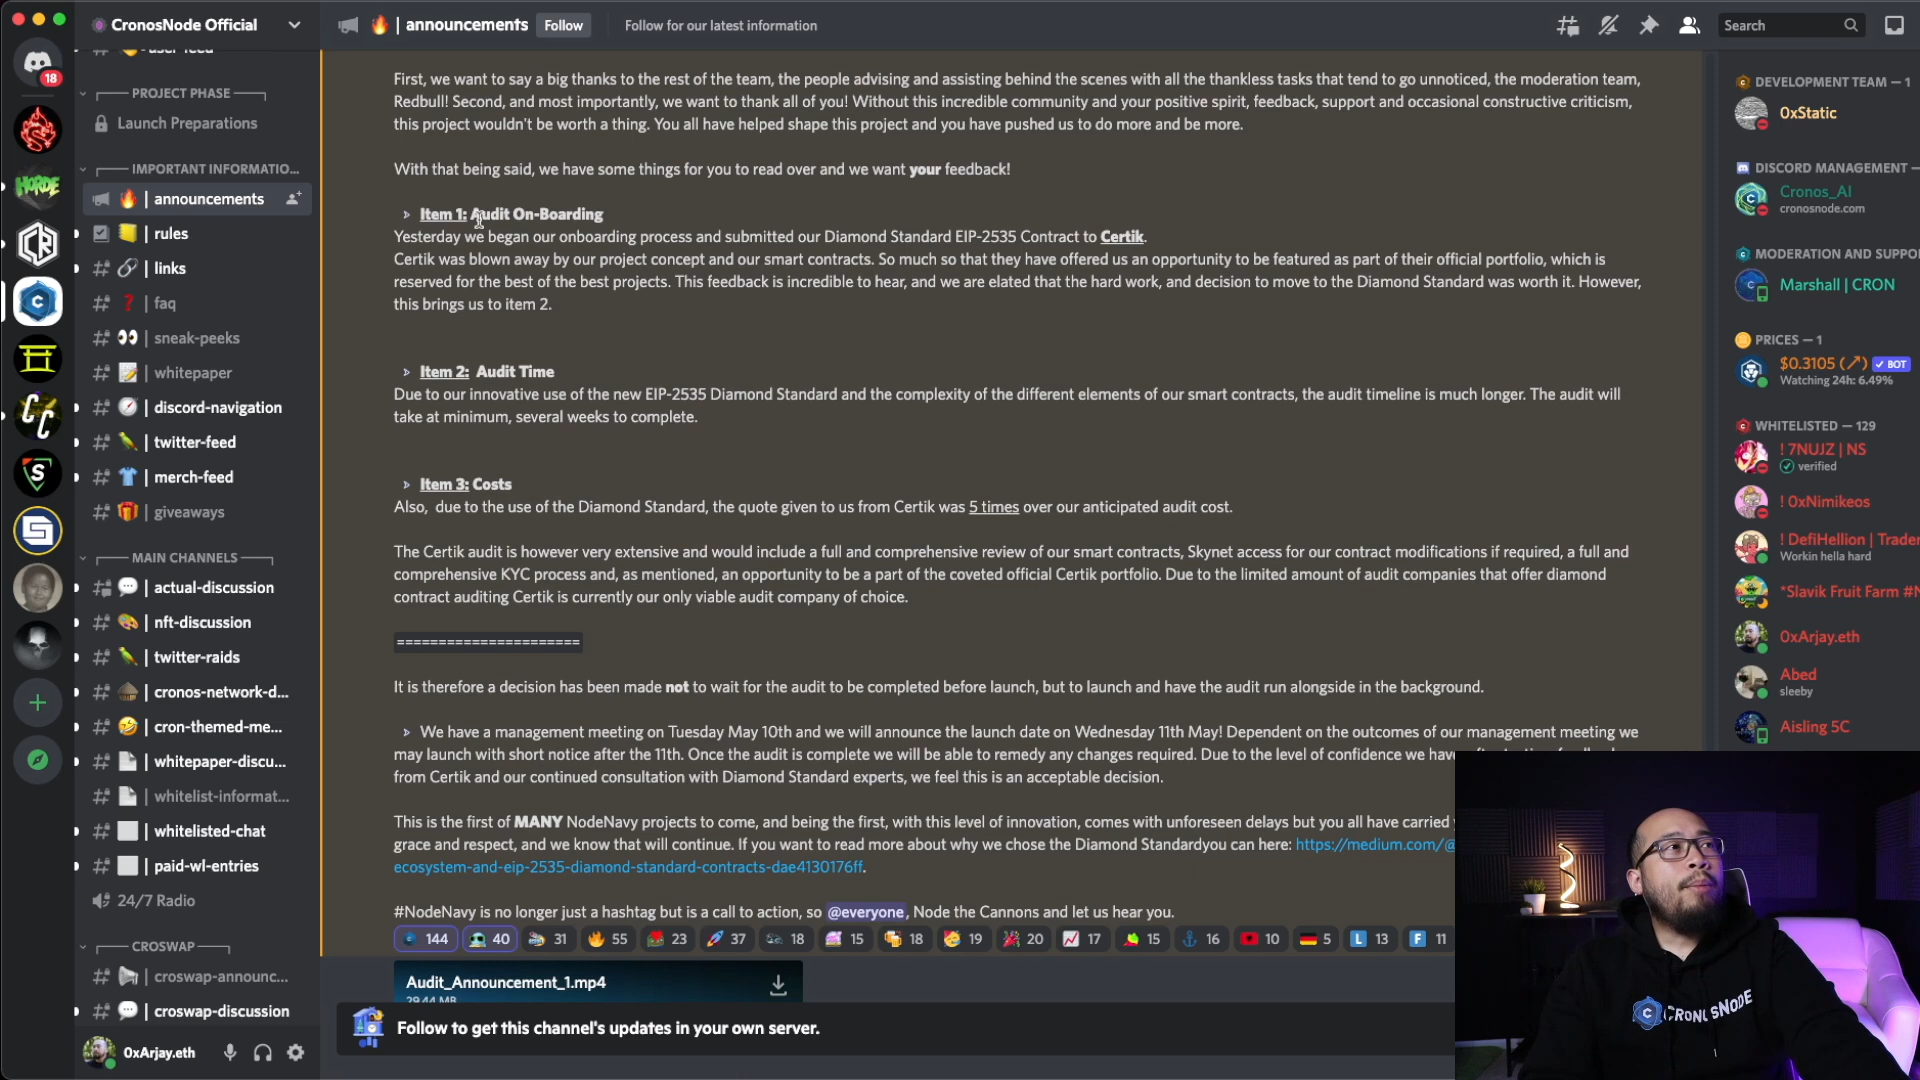 CronosNode Official
| announcements
Follow
Follow for our latest information
Search
18
user-feed
PROJECT PHASE
Launch Preparations
IMPORTANT INFORMATIO...
| announcements
| rules
| links
| faq
| sneak-peeks
| whitepaper
| discord-navigation
| twitter-feed
| merch-feed
| giveaways
MAIN CHANNELS
| actual-discussion
| nft-discussion
| twitter-raids
| cronos-network-d...
| cron-themed-me...
| whitepaper-discu...
| whitelist-informat...
| whitelisted-chat
| paid-wl-entries
24/7 Radio
CROSWAP
| croswap-announc...
| croswap-discussion
0xArjay.eth
HORDE
First, we want to say a big thanks to the rest of the team, the people advising and assisting behind the scenes with all the thankless tasks that tend to go unnoticed, the moderation team,
Redbull! Second, and most importantly, we want to thank all of you! Without this incredible community and your positive spirit, feedback, support and occasional constructive criticism,
this project wouldn't be worth a thing. You all have helped shape this project and you have pushed us to do more and be more.
With that being said, we have some things for you to read over and we want your feedback!
Item 1: Audit On-Boarding
Yesterday we began our onboarding process and submitted our Diamond Standard EIP-2535 Contract to Certik.
Certik was blown away by our project concept and our smart contracts. So much so that they have offered us an opportunity to be featured as part of their official portfolio, which is
reserved for the best of the best projects. This feedback is incredible to hear, and we are elated that the hard work, and decision to move to the Diamond Standard was worth it. However,
this brings us to item 2.
Item 2: Audit Time
Due to our innovative use of the new EIP-2535 Diamond Standard and the complexity of the different elements of our smart contracts, the audit timeline is much longer. The audit will
take at minimum, several weeks to complete.
Item 3: Costs
Also, due to the use of the Diamond Standard, the quote given to us from Certik was 5 times over our anticipated audit cost.
The Certik audit is however very extensive and would include a full and comprehensive review of our smart contracts, Skynet access for our contract modifications if required, a full and
comprehensive KYC process and, as mentioned, an opportunity to be a part of the coveted official Certik portfolio. Due to the limited amount of audit companies that offer diamond
contract auditing Certik is currently our only viable audit company of choice.
======================
It is therefore a decision has been made not to wait for the audit to be completed before launch, but to launch and have the audit run alongside in the background.
We have a management meeting on Tuesday May 10th and we will announce the launch date on Wednesday 11th May! Dependent on the outcomes of our management meeting we
may launch with short notice after the 11th. Once the audit is complete we will be able to remedy any changes required. Due to the level of confidence we have
from Certik and our continued consultation with Diamond Standard experts, we feel this is an acceptable decision.
This is the first of MANY NodeNavy projects to come, and being the first, with this level of innovation, comes with unforeseen delays but you all have carried
grace and respect, and we know that will continue. If you want to read more about why we chose the Diamond Standardyou can here: https://medium.com/@
ecosystem-and-eip-2535-diamond-standard-contracts-dae4130176ff.
#NodeNavy is no longer just a hashtag but is a call to action, so @everyone, Node the Cannons and let us hear you.
144 40 31 55 23 37 18 15 18 19 20 17 15 16 10 5 L 13 F 11
Audit_Announcement_1.mp4
29.44 MB
Follow to get this channel's updates in your own server.
DEVELOPMENT TEAM — 1
0xStatic
DISCORD MANAGEMENT —
Cronos_AI
cronosnode.com
MODERATION AND SUPPO
Marshall | CRON
PRICES — 1
$0.3105 (↗) ✓ BOT
Watching 24h: 6.49%
WHITELISTED — 129
! 7NUJZ | NS
verified
! 0xNimikeos
! DefiHellion | Trader
Workin hella hard
*Slavik Fruit Farm #N
0xArjay.eth
Abed
sleeby
Aisling 5C
CRONOSNODE